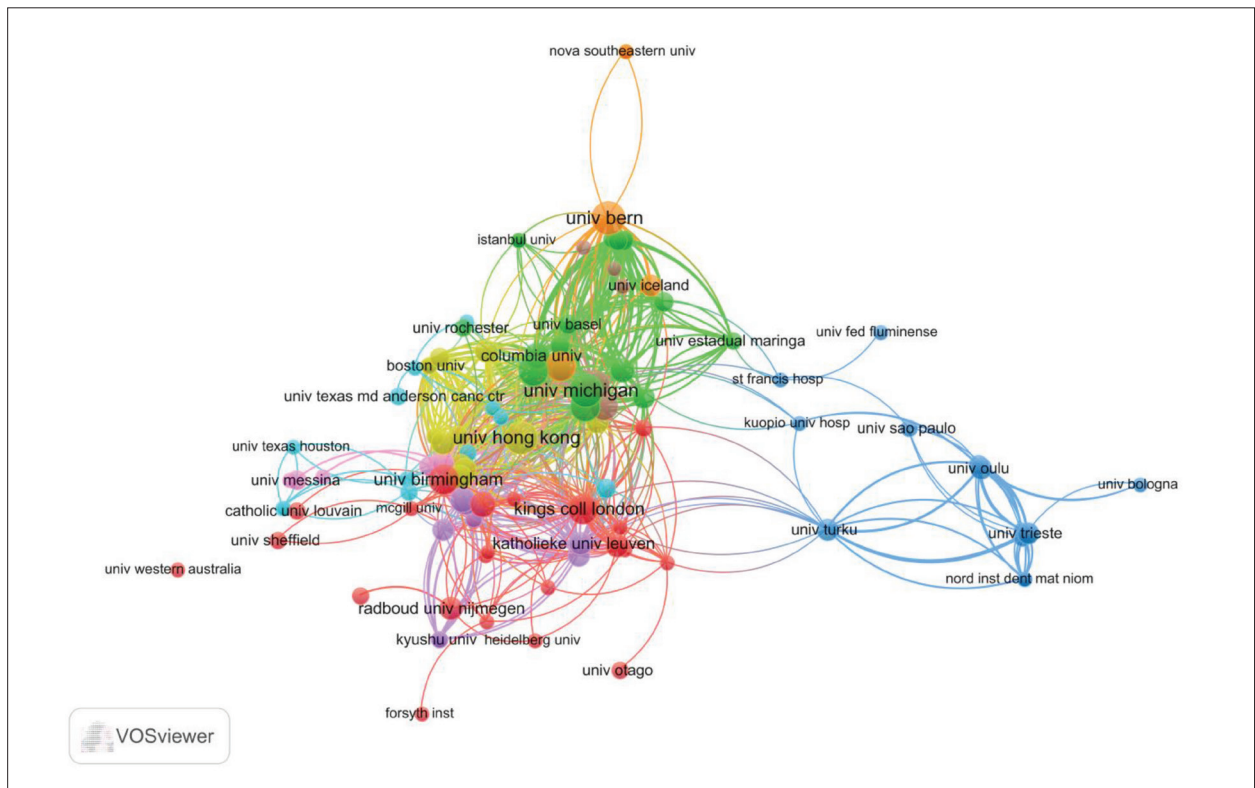 nova southeastern univ
univ bern
istanbul univ
univ iceland
univ rochester
univ basel
univ fed fluminense
univ estadual maringa
columbia univ
boston univ
st francis hosp
univ michigan
univ texas md anderson canc ctr
kuopio univ hosp
univ sao paulo
univ hong kong
univ texas houston
univ oulu
univ messina
univ birmingham
univ bologna
catholic univ louvain
mcgill univ
kings coll london
univ turku
univ trieste
univ sheffield
katholieke univ leuven
univ western australia
nord inst dent mat niom
radboud univ nijmegen
kyushu univ
heidelberg univ
univ otago
forsyth inst
VOSviewer